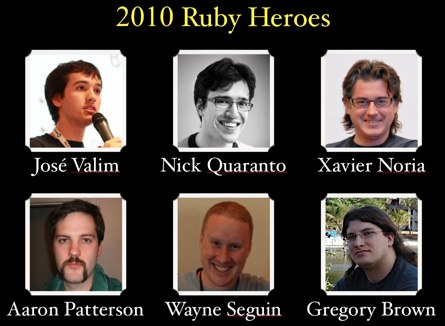 2010 Ruby Heroes
José Valim Nick Quaranto Xavier Noria
Aaron Patterson Wayne Seguin Gregory Brown